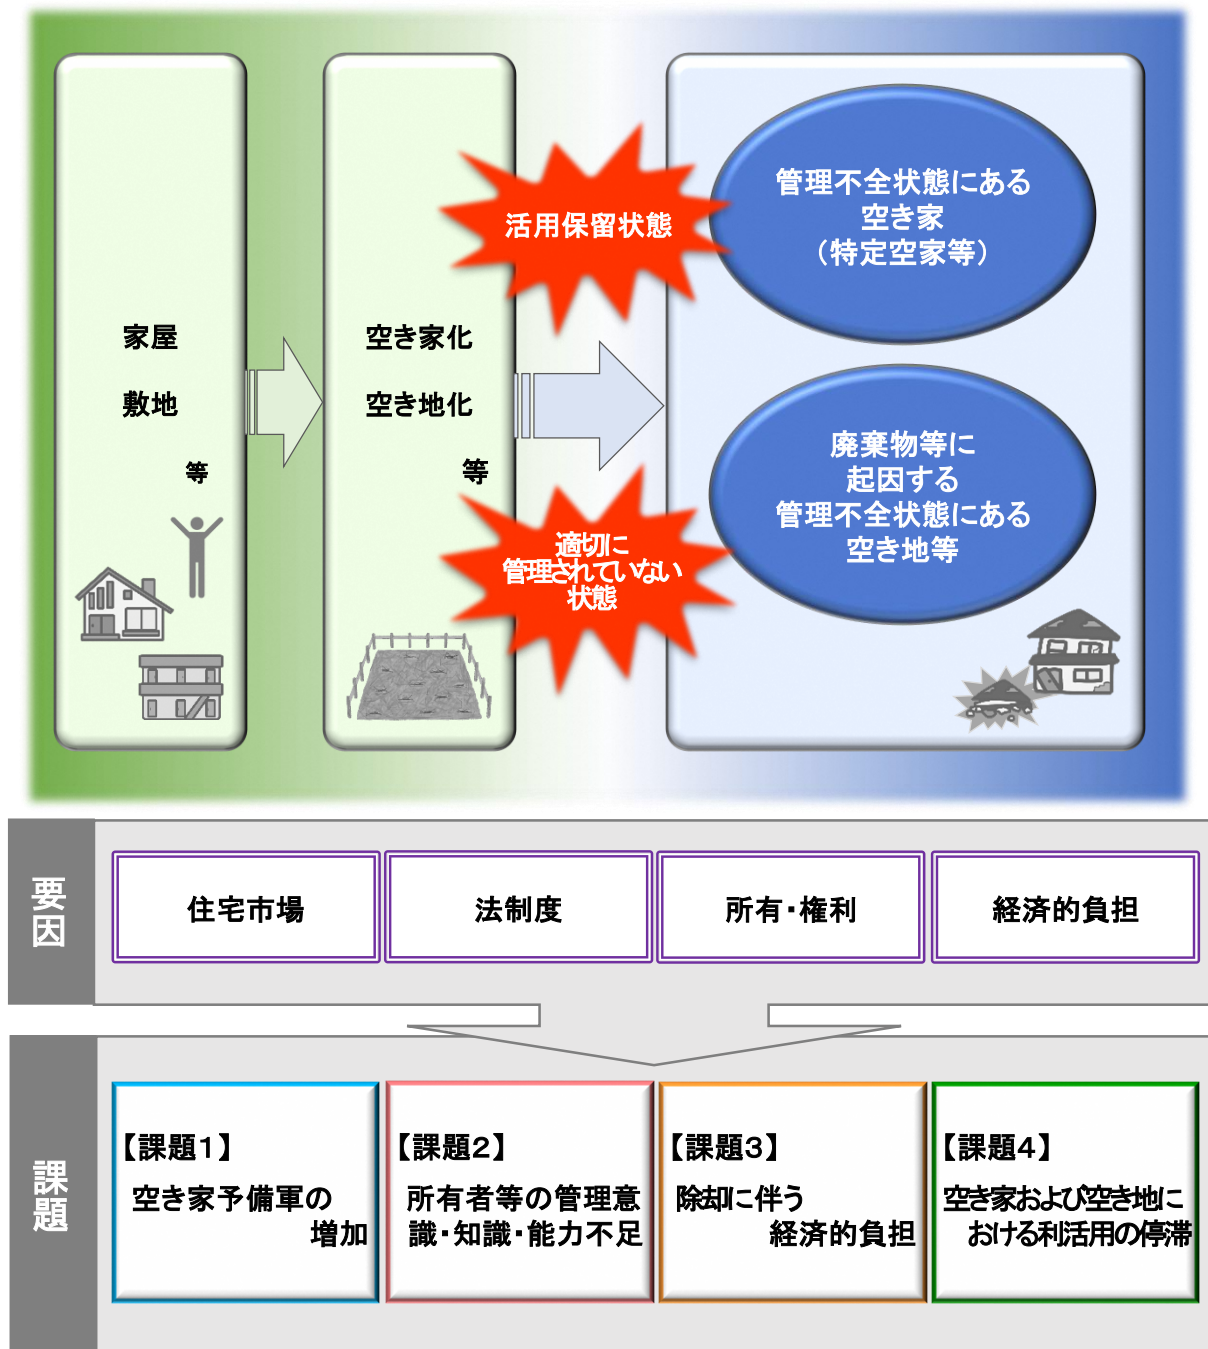 家屋
敷地
等
空き家化
空き地化
等
活用保留状態
適切に
管理されていない
状態
管理不全状態にある
空き家
（特定空家等）
廃棄物等に
起因する
管理不全状態にある
空き地等
要因
住宅市場
法制度
所有・権利
経済的負担
課題
【課題１】
空き家予備軍の
増加
【課題２】
所有者等の管理意
識・知識・能力不足
【課題３】
除却に伴う
経済的負担
【課題４】
空き家および空き地に
おける利活用の停滞